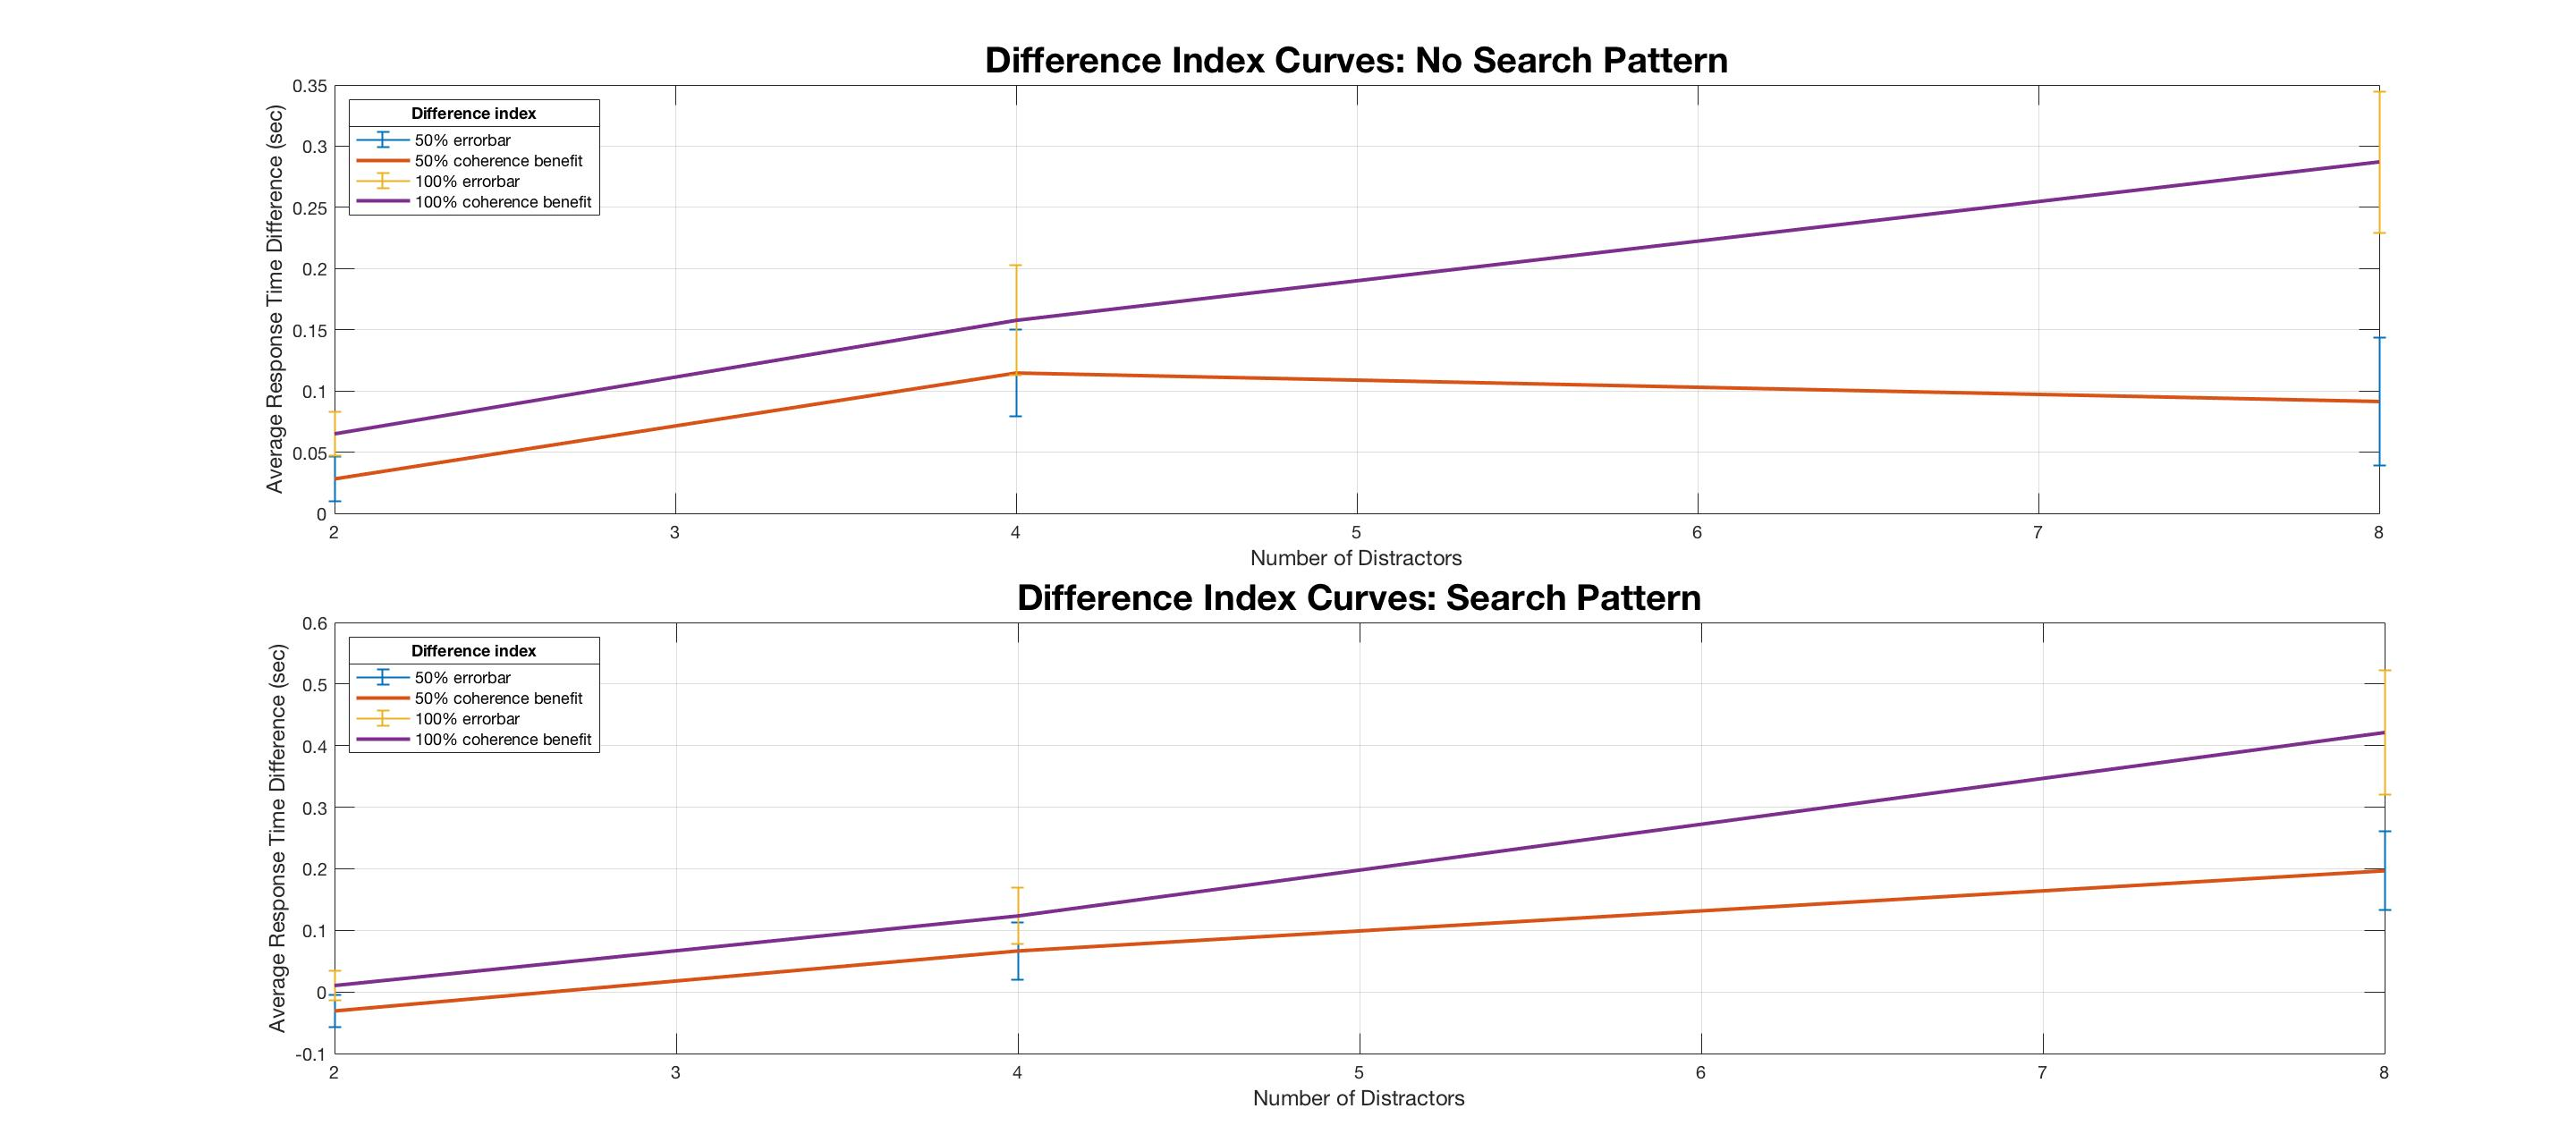 Difference Index Curves: No Search Pattern
Average Response Time Difference (sec)
0.35
0.3
0.25
0.2
0.15
0.1
0.05
0
Difference index
50% errorbar
50% coherence benefit
100% errorbar
100% coherence benefit
2 3 4 5 6 7 8
Number of Distractors
Difference Index Curves: Search Pattern
Average Response Time Difference (sec)
0.6
0.5
0.4
0.3
0.2
0.1
0
-0.1
Difference index
50% errorbar
50% coherence benefit
100% errorbar
100% coherence benefit
2 3 4 5 6 7 8
Number of Distractors